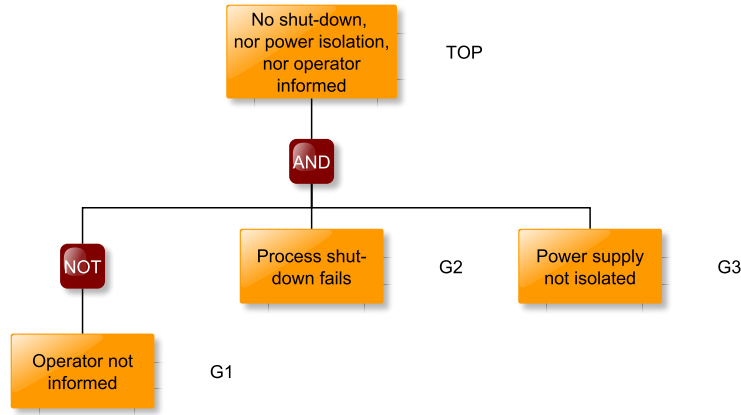 No shut-down,
nor power isolation,
nor operator
informed
TOP
AND
NOT
Process shut-
down fails
G2
Power supply
not isolated
G3
Operator not
informed
G1